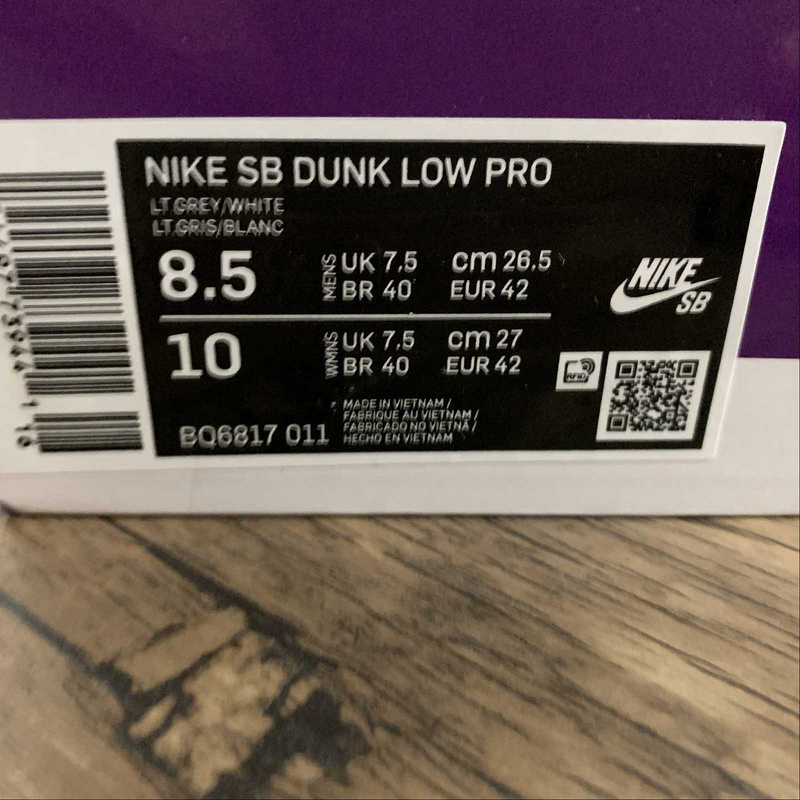 NIKE SB DUNK LOW PRO
LT GREY/WHITE
LT.GRIS/BLANC
8.5 MENS UK 7.5 cm 26.5
BR 40 EUR 42
10 WMNS UK 7.5 cm 27
BR 40 EUR 42
BQ6817 011
MADE IN VIETNAM /
FABRIQUE AU VIETNAM /
FABRICADO NO VIETNÃ /
HECHO EN VIETNAM
NIKE
SB
RFID